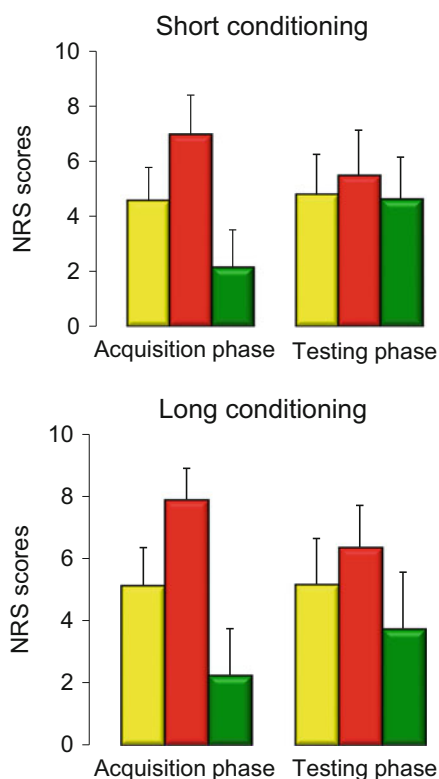 Short conditioning
10
8
6
4
2
0
NRS scores
Acquisition phase
Testing phase
Long conditioning
10
8
6
4
2
0
NRS scores
Acquisition phase
Testing phase